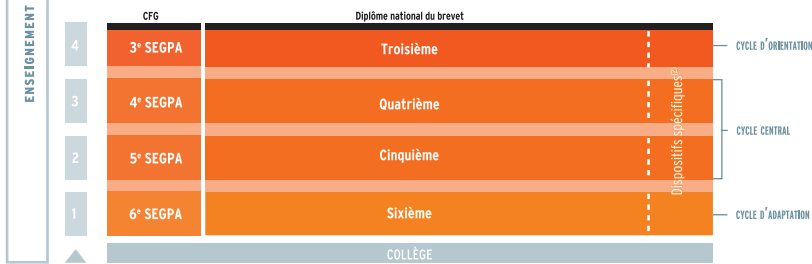 ENSEIGNEMENT
CFG
Diplôme national du brevet
4
3e SEGPA
Troisième
CYCLE D'ORIENTATION
3
4e SEGPA
Quatrième
Dispositifs spécifiques(2)
CYCLE CENTRAL
2
5e SEGPA
Cinquième
1
6e SEGPA
Sixième
CYCLE D'ADAPTATION
COLLÈGE